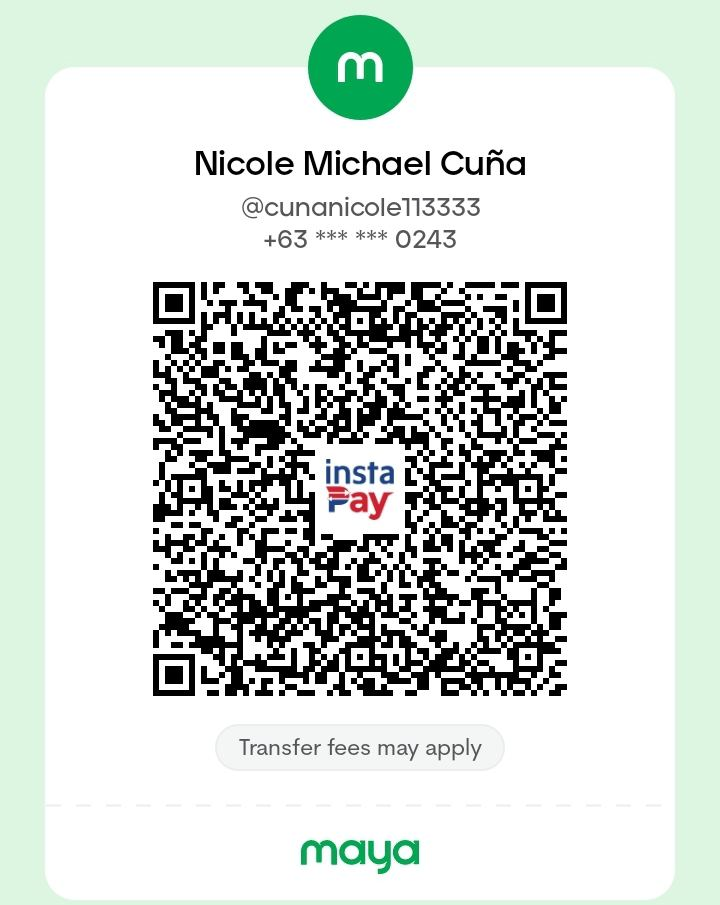 m
Nicole Michael Cuña
@cunanicole113333
+63 *** *** 0243
insta
Pay
Transfer fees may apply
maya